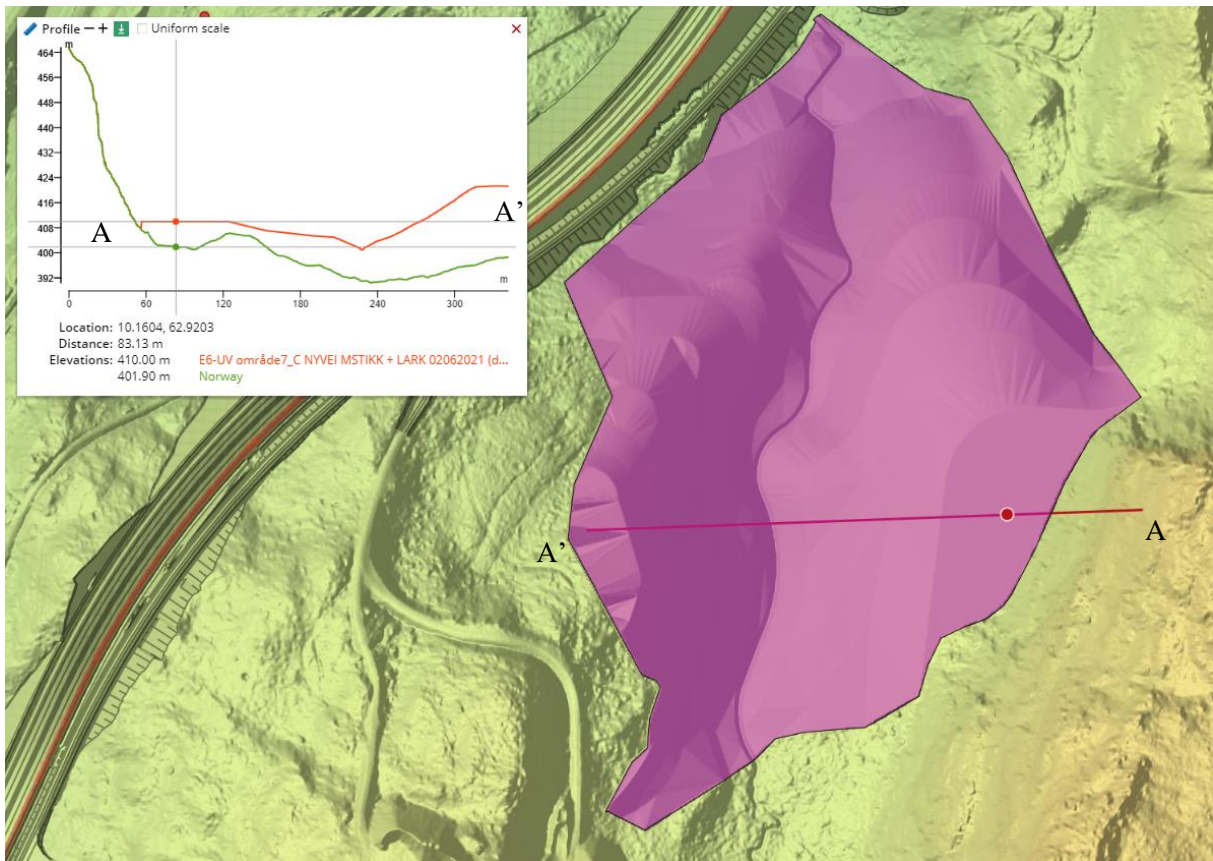 Profile − + Uniform scale ×
m
464
456
448
440
432
424
416
408
400
392
A
A’
m
0 60 120 180 240 300
Location: 10.1604, 62.9203
Distance: 83.13 m
Elevations: 410.00 m E6-UV område7_C NYVEI MSTIKK + LARK 02062021 (d...
401.90 m Norway
A’
A